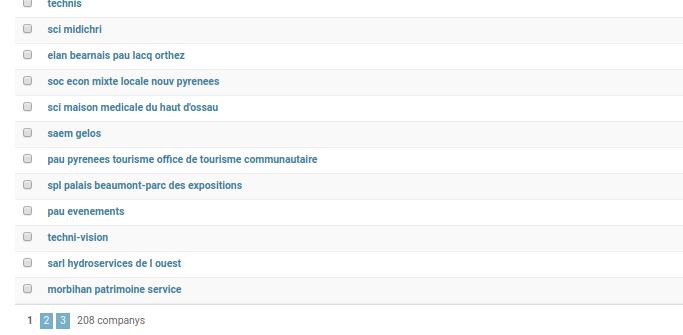 technis
sci midichri
elan bearnais pau lacq orthez
soc econ mixte locale nouv pyrenees
sci maison medicale du haut d'ossau
saem gelos
pau pyrenees tourisme office de tourisme communautaire
spl palais beaumont-parc des expositions
pau evenements
techni-vision
sarl hydroservices de l ouest
morbihan patrimoine service
1 2 3 208 companys